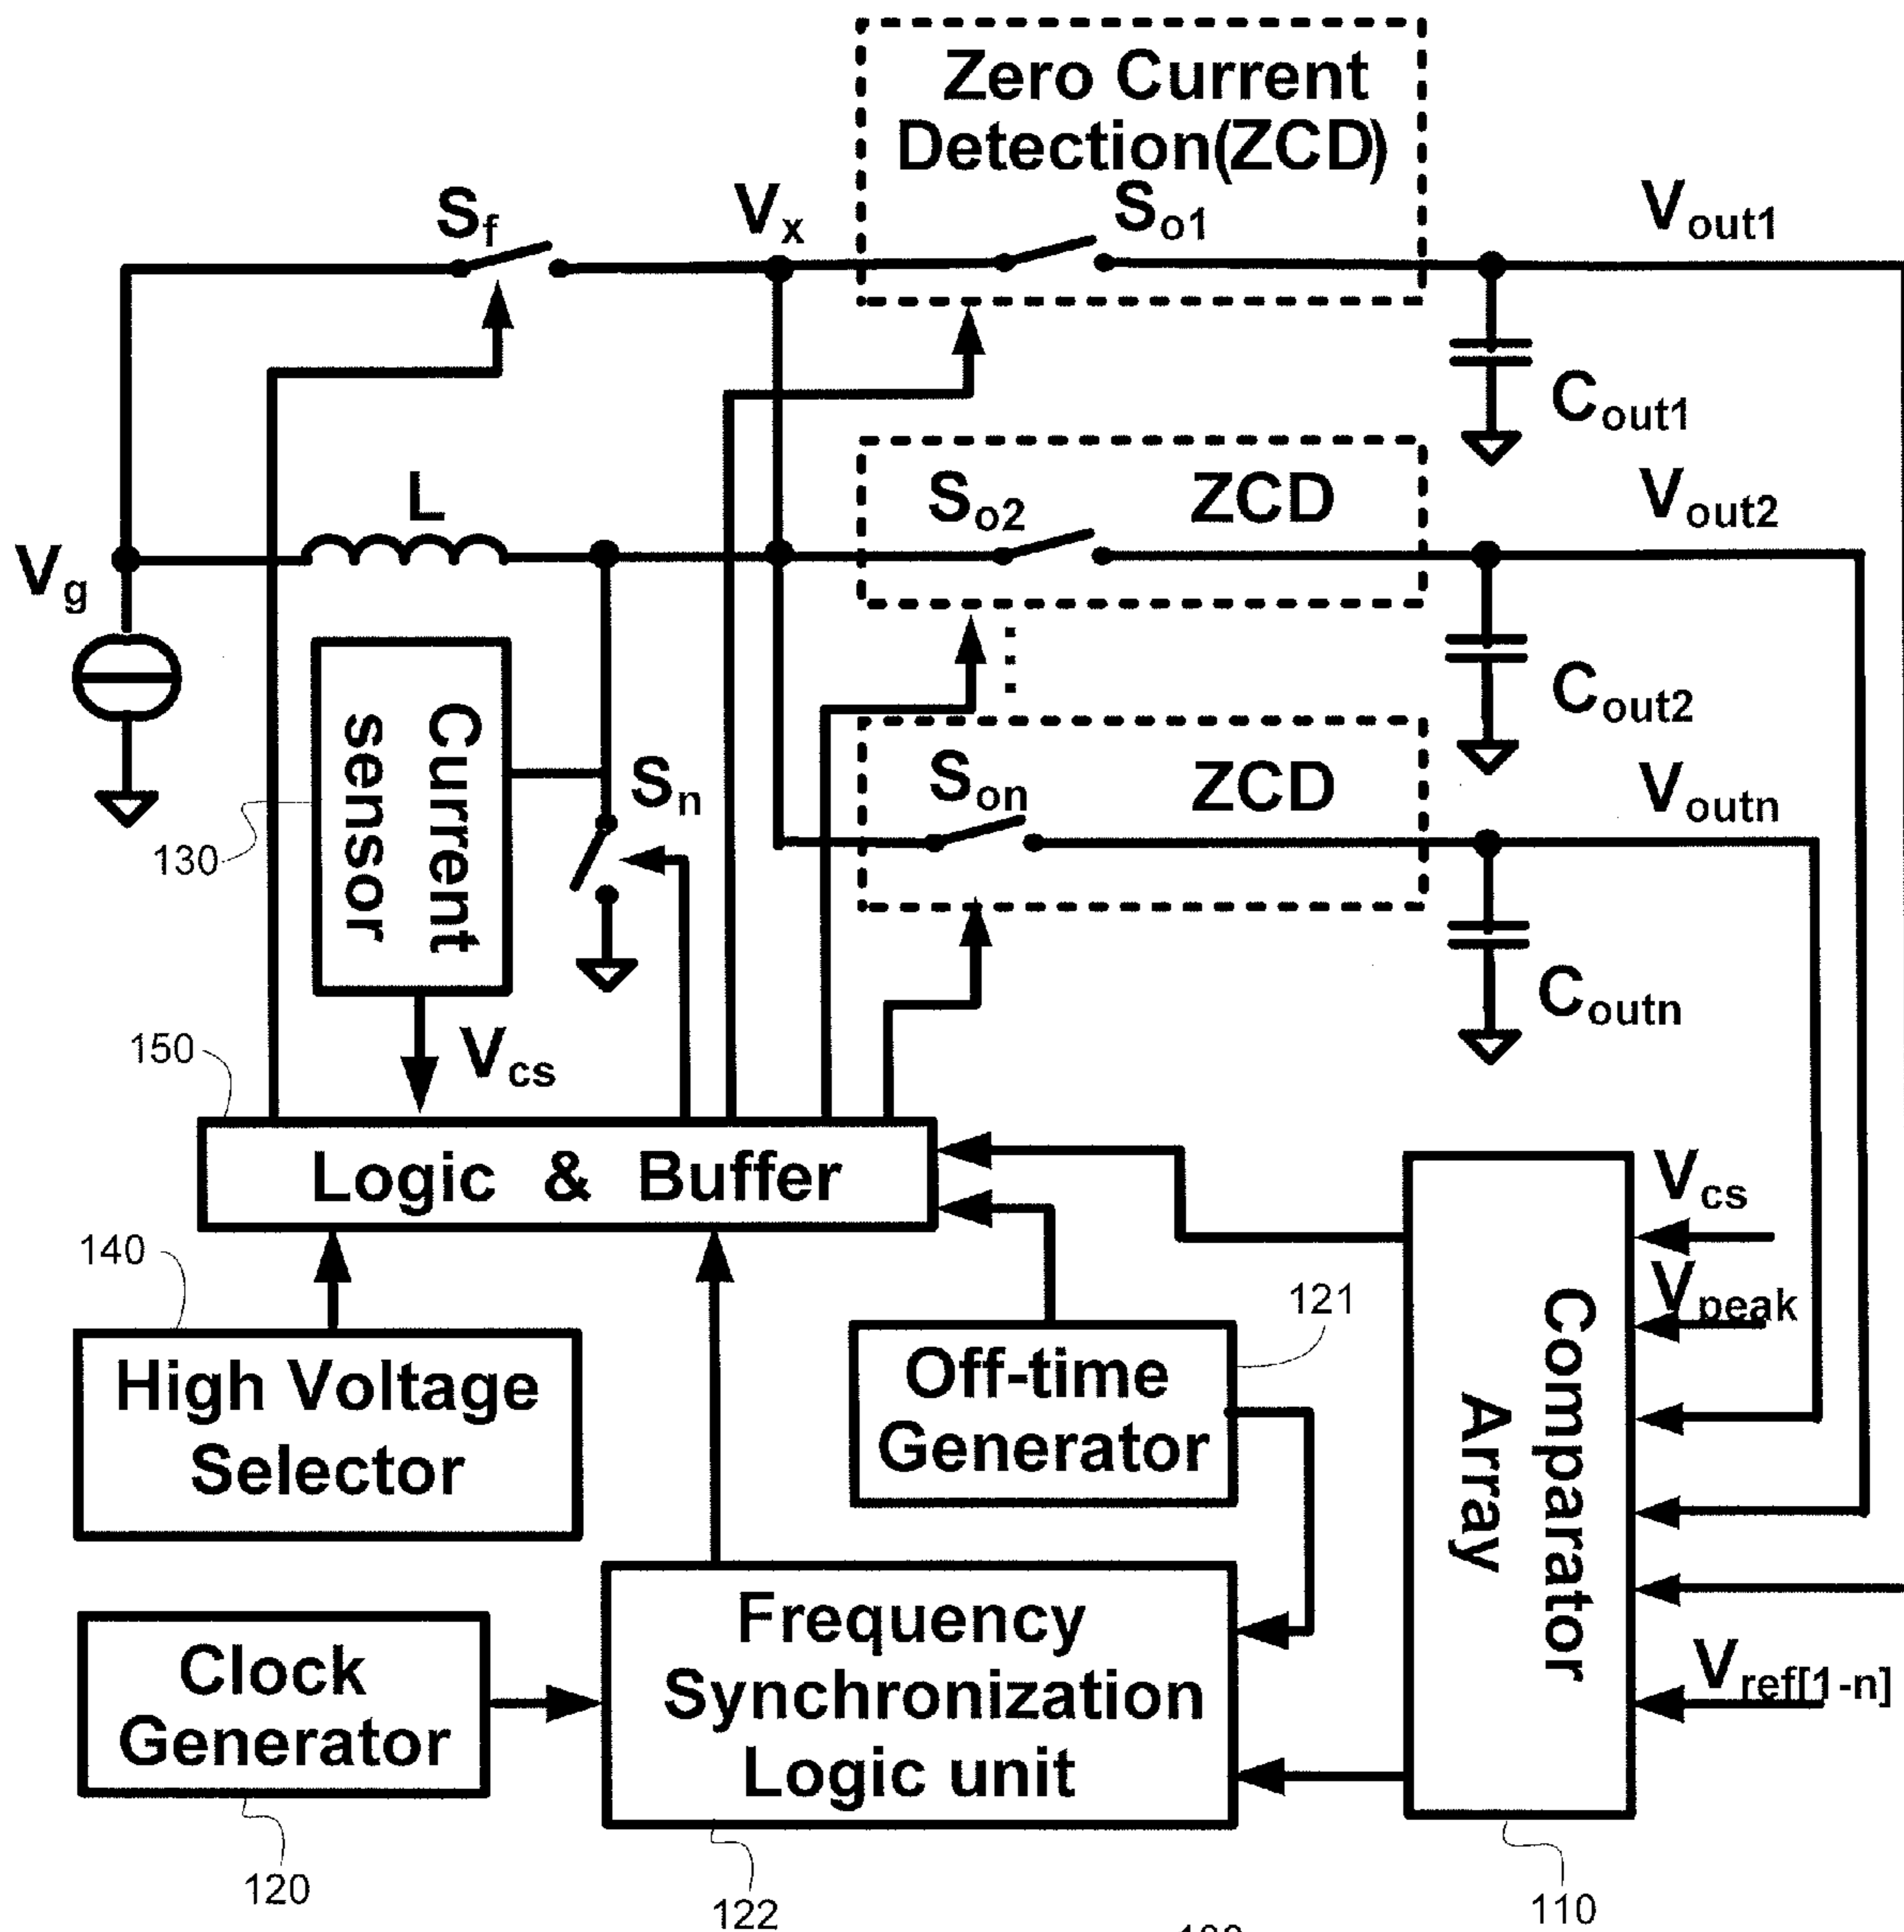 Zero Current
Detection(ZCD)
Sf
Vx
So1
Vout1
Cout1
L
So2
ZCD
Vout2
Vg
Cout2
Current
sensor
Sn
Son
ZCD
Voutn
130
Coutn
150
Vcs
Logic & Buffer
Vcs
140
Vpeak
121
High Voltage
Selector
Off-time
Generator
Comparator
Array
Frequency
Synchronization
Logic unit
Clock
Generator
Vref[1-n]
120
122
110